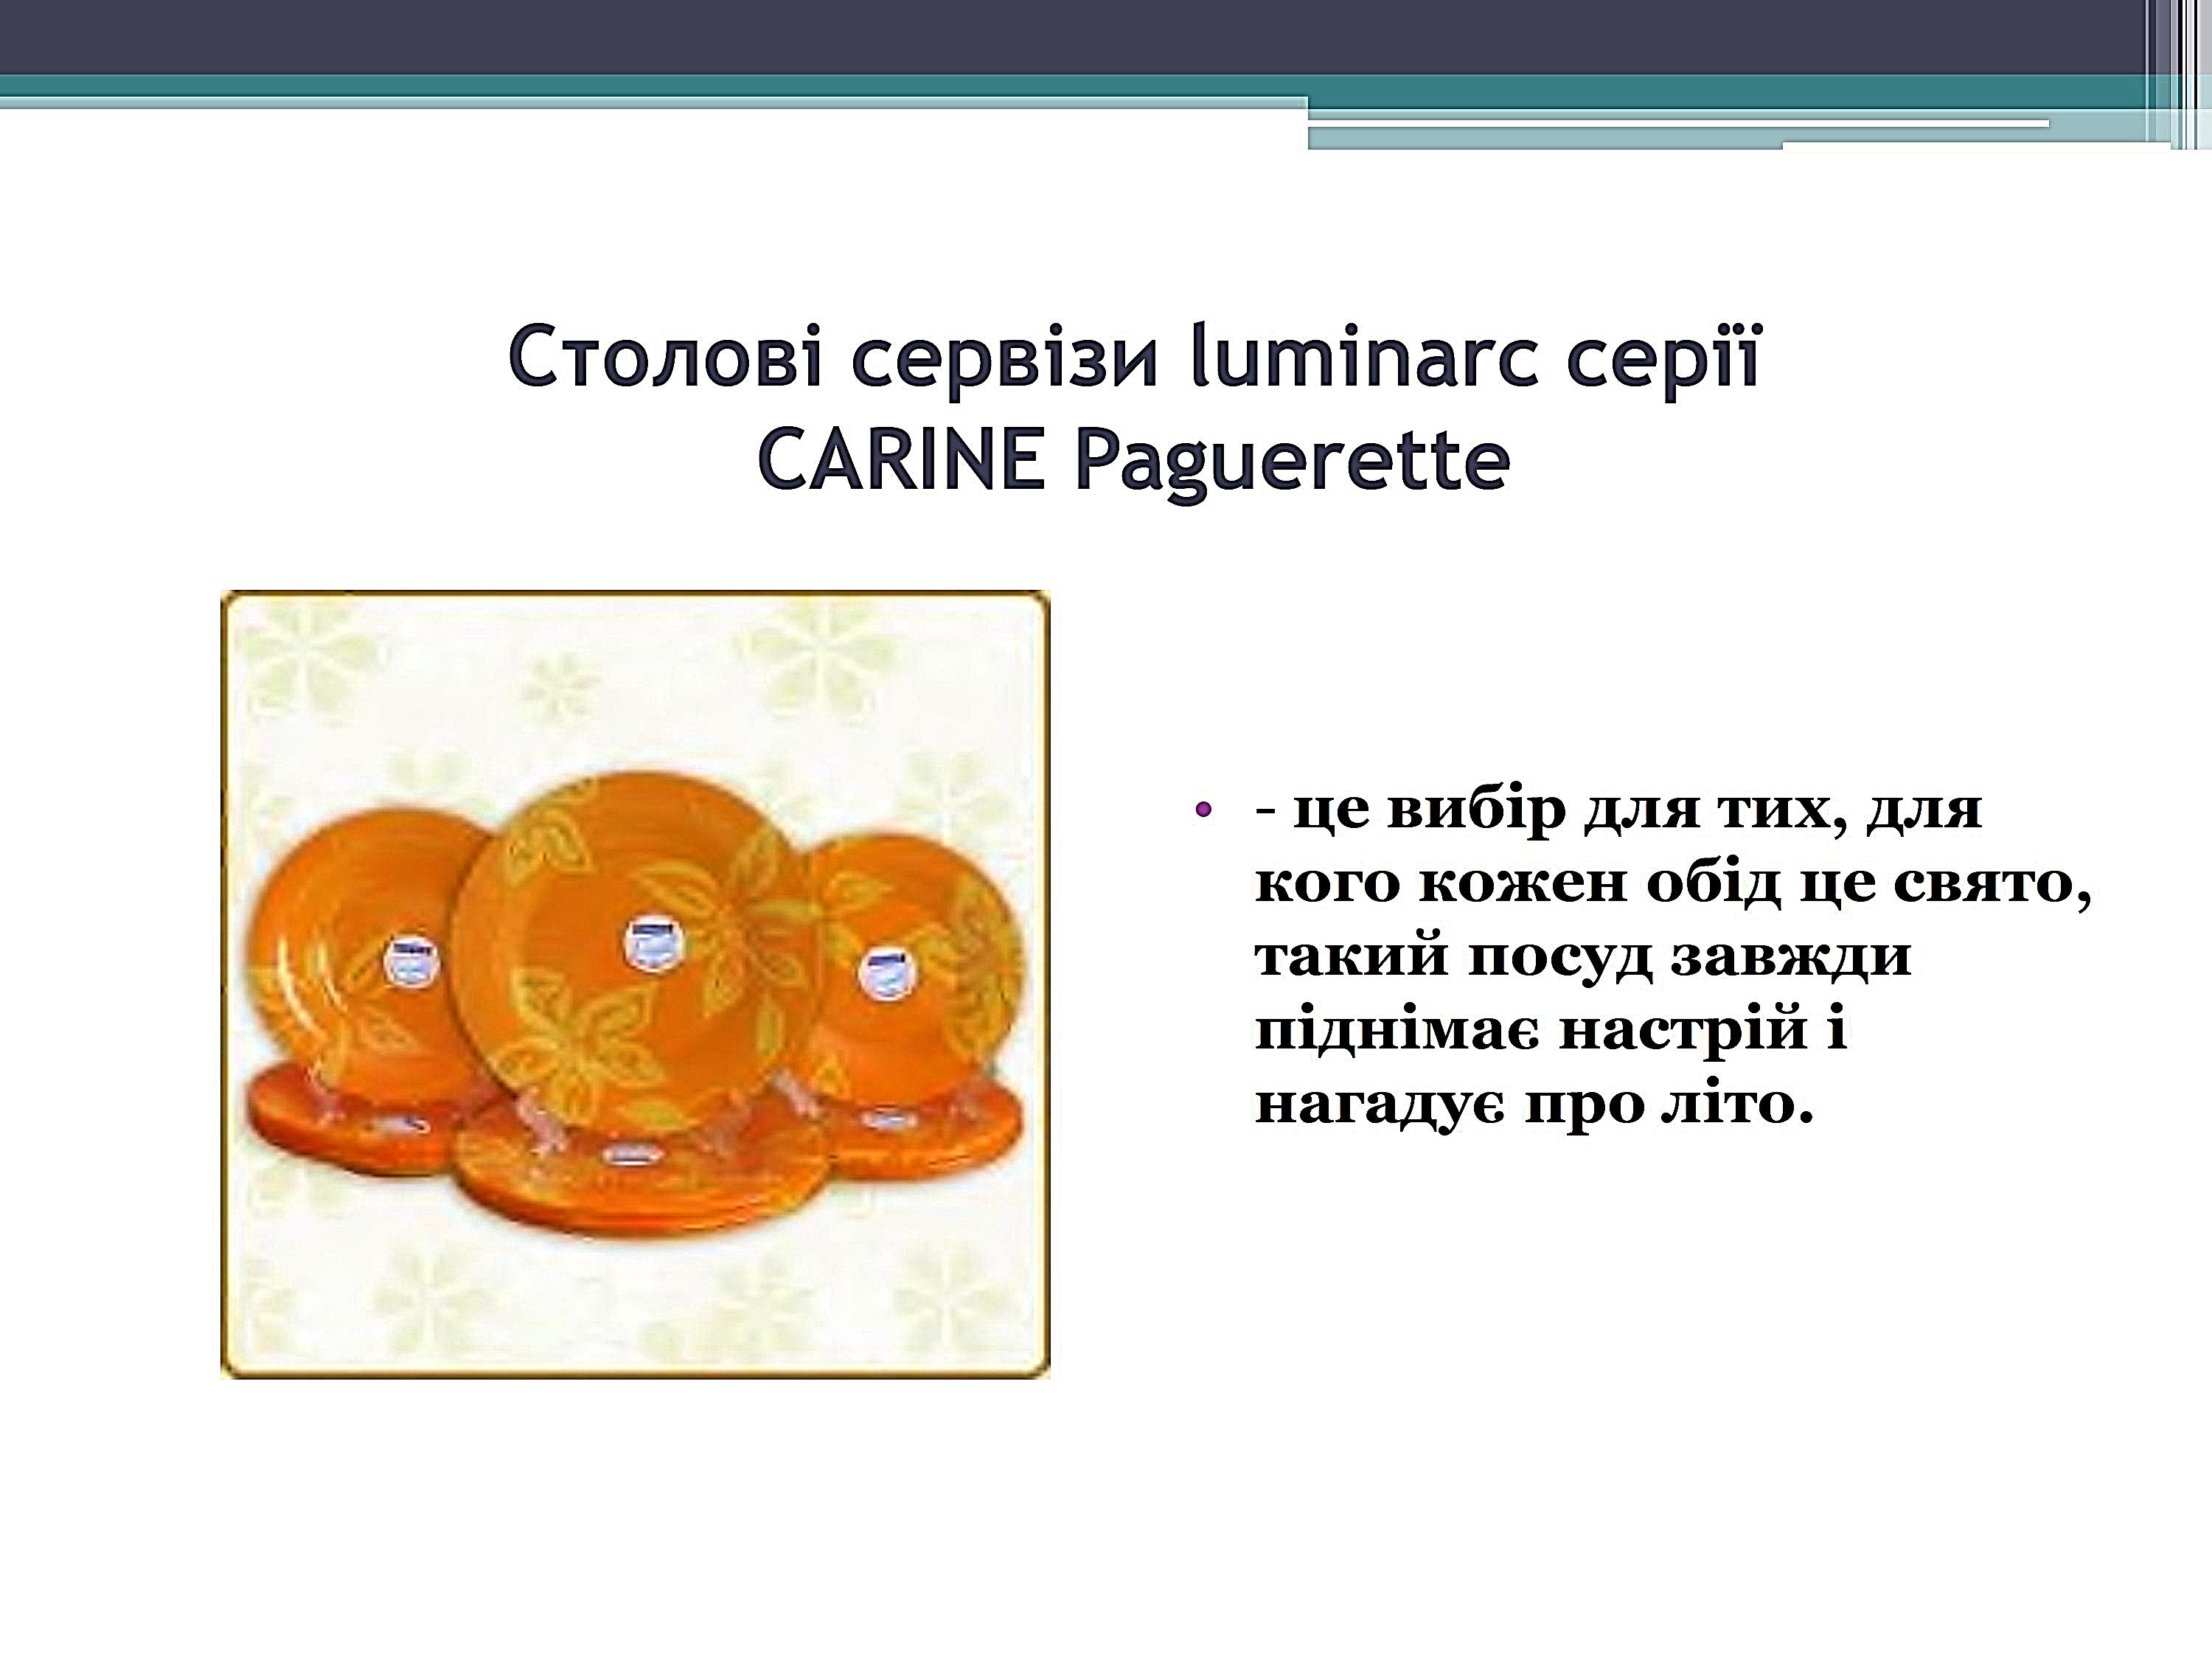 Столові сервізи luminarc серії
CARINE Paguerette
• - це вибір для тих, для
кого кожен обід це свято,
такий посуд завжди
піднімає настрій і
нагадує про літо.